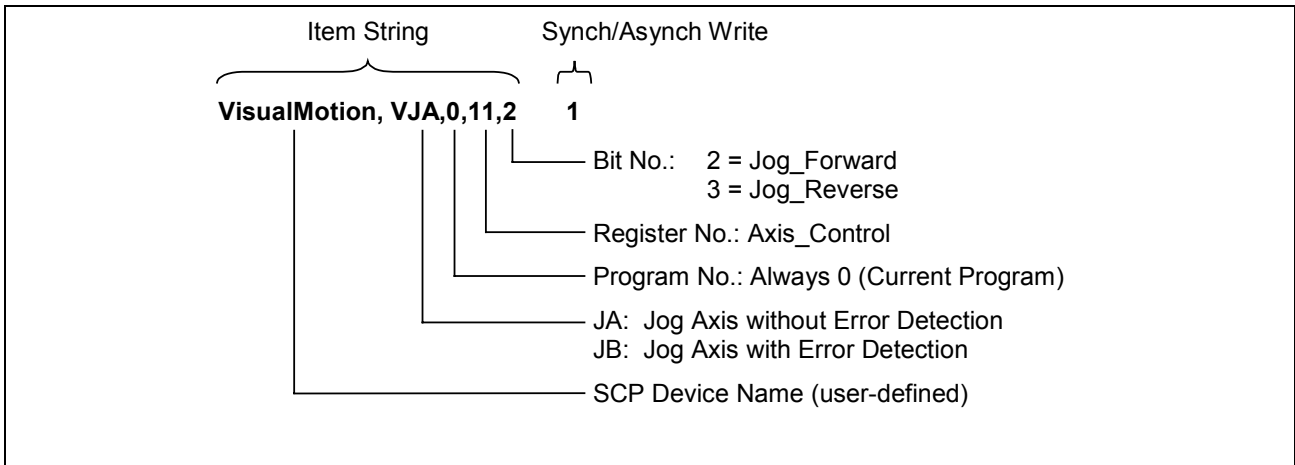 Item String Synch/Asynch Write
VisualMotion, VJA,0,11,2 1
Bit No.: 2 = Jog_Forward
3 = Jog_Reverse
Register No.: Axis_Control
Program No.: Always 0 (Current Program)
JA: Jog Axis without Error Detection
JB: Jog Axis with Error Detection
SCP Device Name (user-defined)